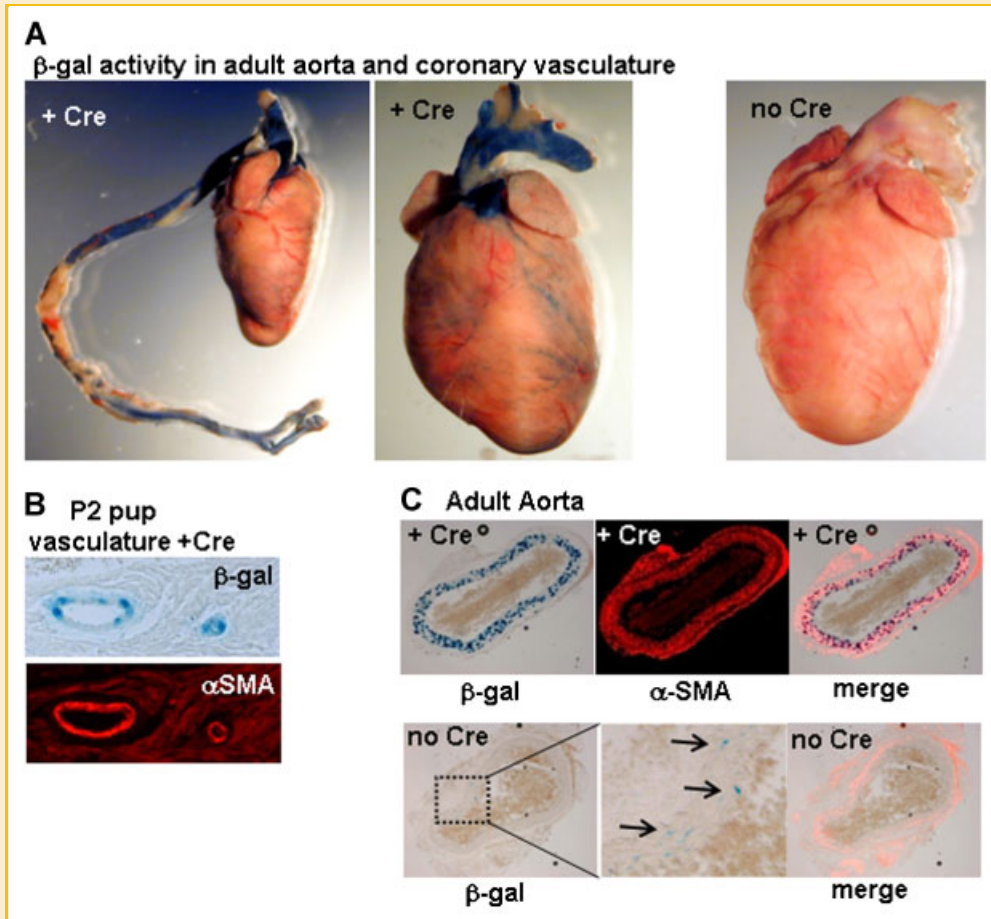 A
β-gal activity in adult aorta and coronary vasculature
+ Cre
+ Cre
no Cre
B
P2 pup
vasculature +Cre
β-gal
αSMA
C Adult Aorta
+ Cre
+ Cre
+ Cre
β-gal
α-SMA
merge
no Cre
no Cre
β-gal
merge